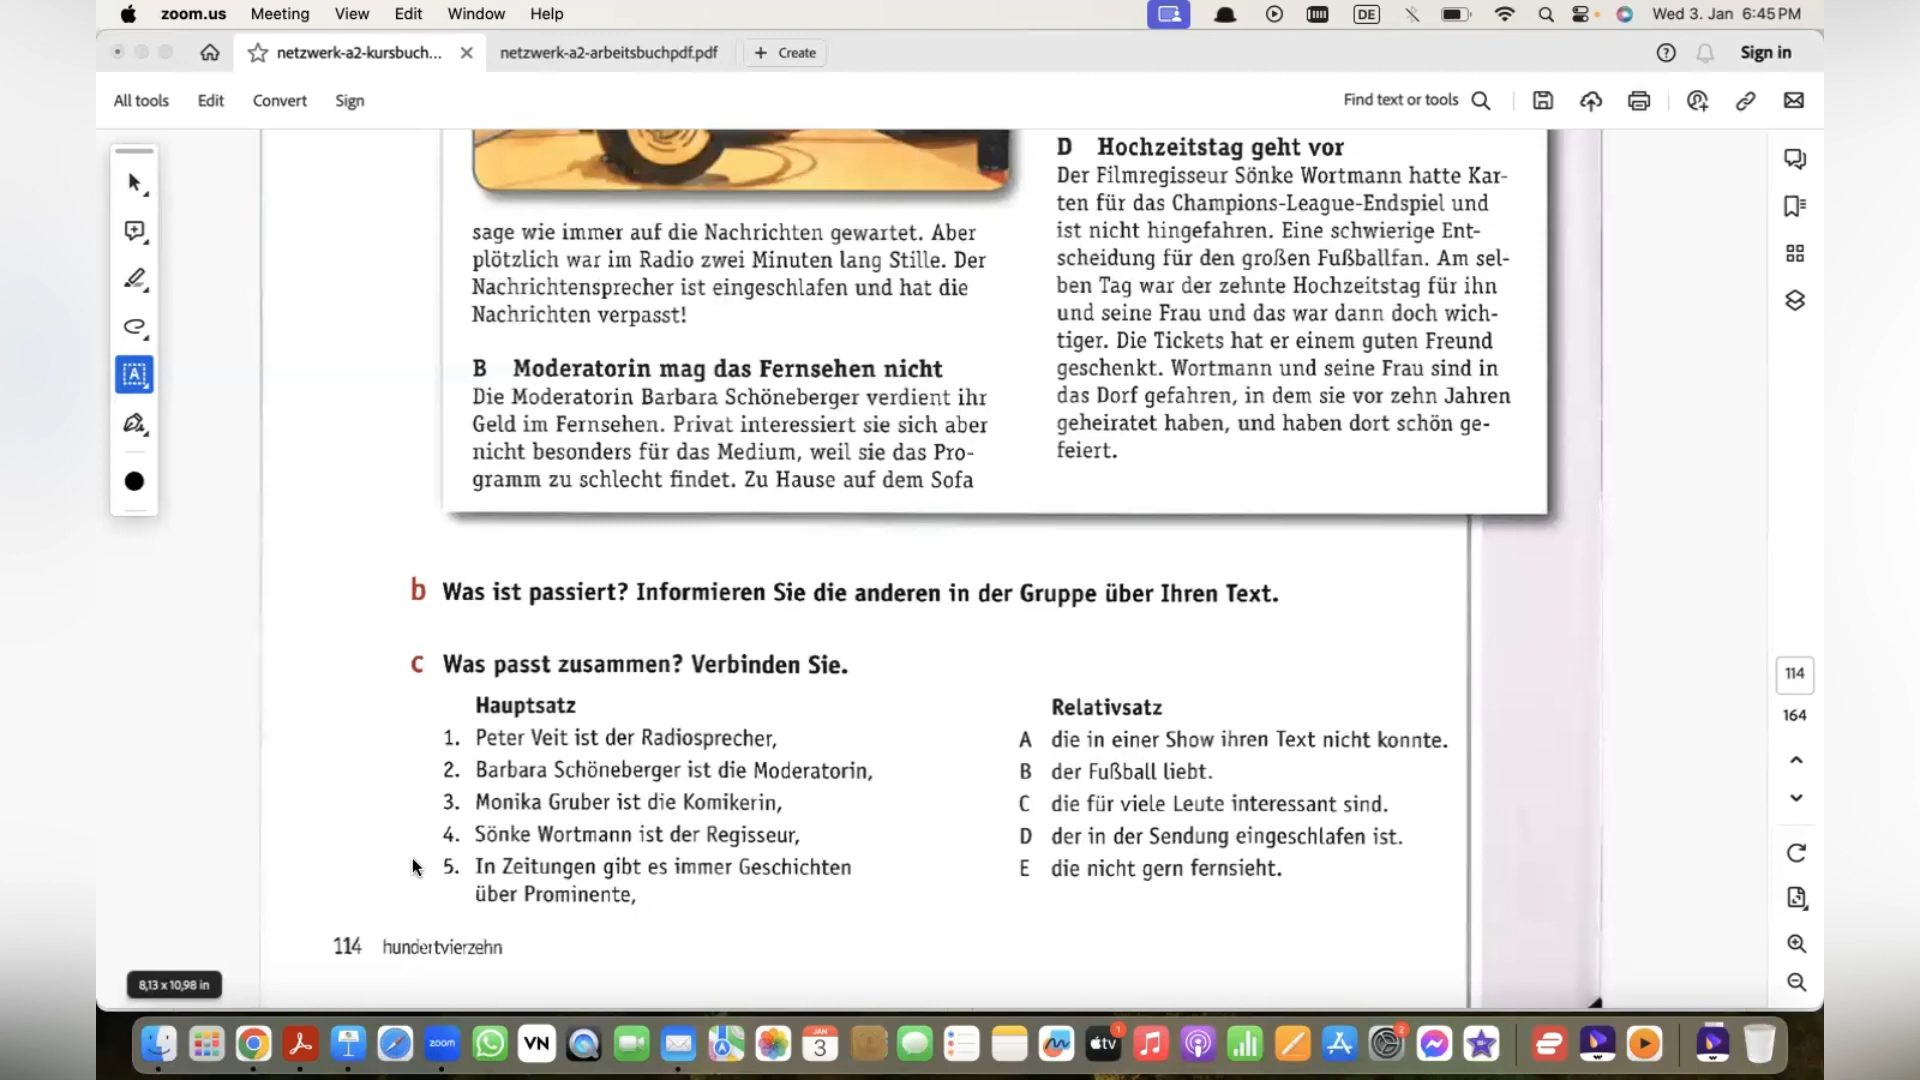 zoom.us Meeting View Edit Window Help DE Wed 3. Jan 6:45 PM
netzwerk-a2-kursbuch... netzwerk-a2-arbeitsbuchpdf.pdf + Create Sign in
All tools Edit Convert Sign Find text or tools
sage wie immer auf die Nachrichten gewartet. Aber
plötzlich war im Radio zwei Minuten lang Stille. Der
Nachrichtensprecher ist eingeschlafen und hat die
Nachrichten verpasst!
B Moderatorin mag das Fernsehen nicht
Die Moderatorin Barbara Schöneberger verdient ihr
Geld im Fernsehen. Privat interessiert sie sich aber
nicht besonders für das Medium, weil sie das Pro-
gramm zu schlecht findet. Zu Hause auf dem Sofa
D Hochzeitstag geht vor
Der Filmregisseur Sönke Wortmann hatte Kar-
ten für das Champions-League-Endspiel und
ist nicht hingefahren. Eine schwierige Ent-
scheidung für den großen Fußballfan. Am sel-
ben Tag war der zehnte Hochzeitstag für ihn
und seine Frau und das war dann doch wich-
tiger. Die Tickets hat er einem guten Freund
geschenkt. Wortmann und seine Frau sind in
das Dorf gefahren, in dem sie vor zehn Jahren
geheiratet haben, und haben dort schön ge-
feiert.
b Was ist passiert? Informieren Sie die anderen in der Gruppe über Ihren Text.
c Was passt zusammen? Verbinden Sie.
Hauptsatz
1. Peter Veit ist der Radiosprecher,
2. Barbara Schöneberger ist die Moderatorin,
3. Monika Gruber ist die Komikerin,
4. Sönke Wortmann ist der Regisseur,
5. In Zeitungen gibt es immer Geschichten
über Prominente,
Relativsatz
A die in einer Show ihren Text nicht konnte.
B der Fußball liebt.
C die für viele Leute interessant sind.
D der in der Sendung eingeschlafen ist.
E die nicht gern fernsieht.
114 hundertvierzehn
114
164
8,13 x 10,98 in
zoom
VN
JAN
3
tv
1
2